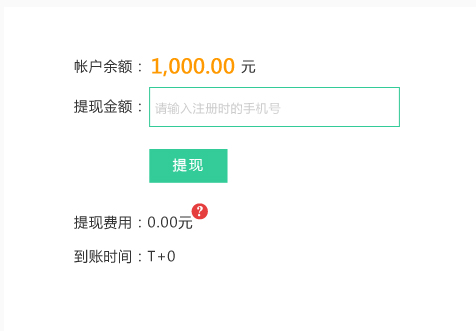 帐户余额：1,000.00 元
提现金额：请输入注册时的手机号
提现
提现费用：0.00元?
到账时间：T+0